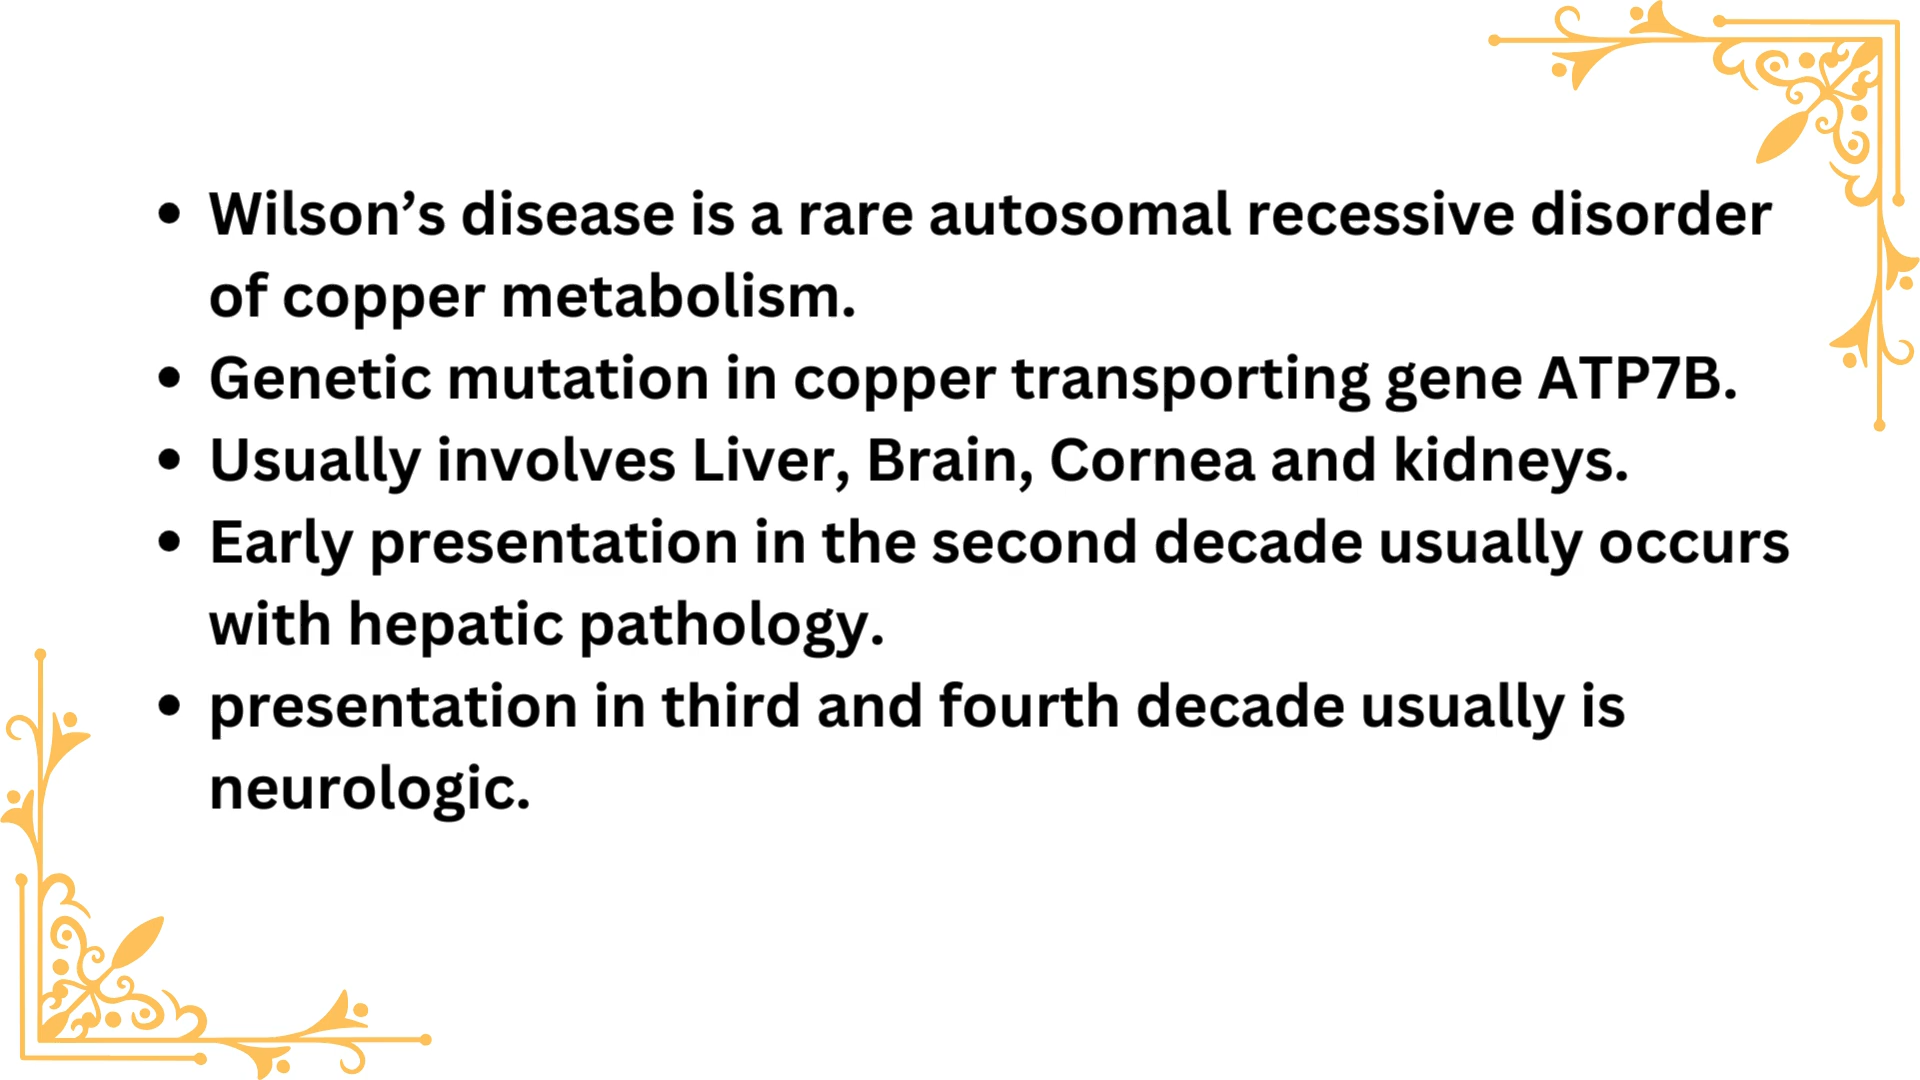 • Wilson’s disease is a rare autosomal recessive disorder
of copper metabolism.
• Genetic mutation in copper transporting gene ATP7B.
• Usually involves Liver, Brain, Cornea and kidneys.
• Early presentation in the second decade usually occurs
with hepatic pathology.
• presentation in third and fourth decade usually is
neurologic.